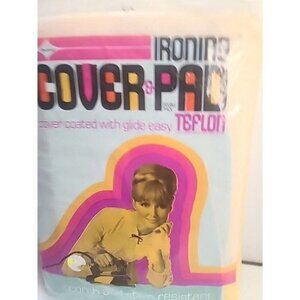 IRONING
COVER & PAD
cover coated with glide easy TEFLON